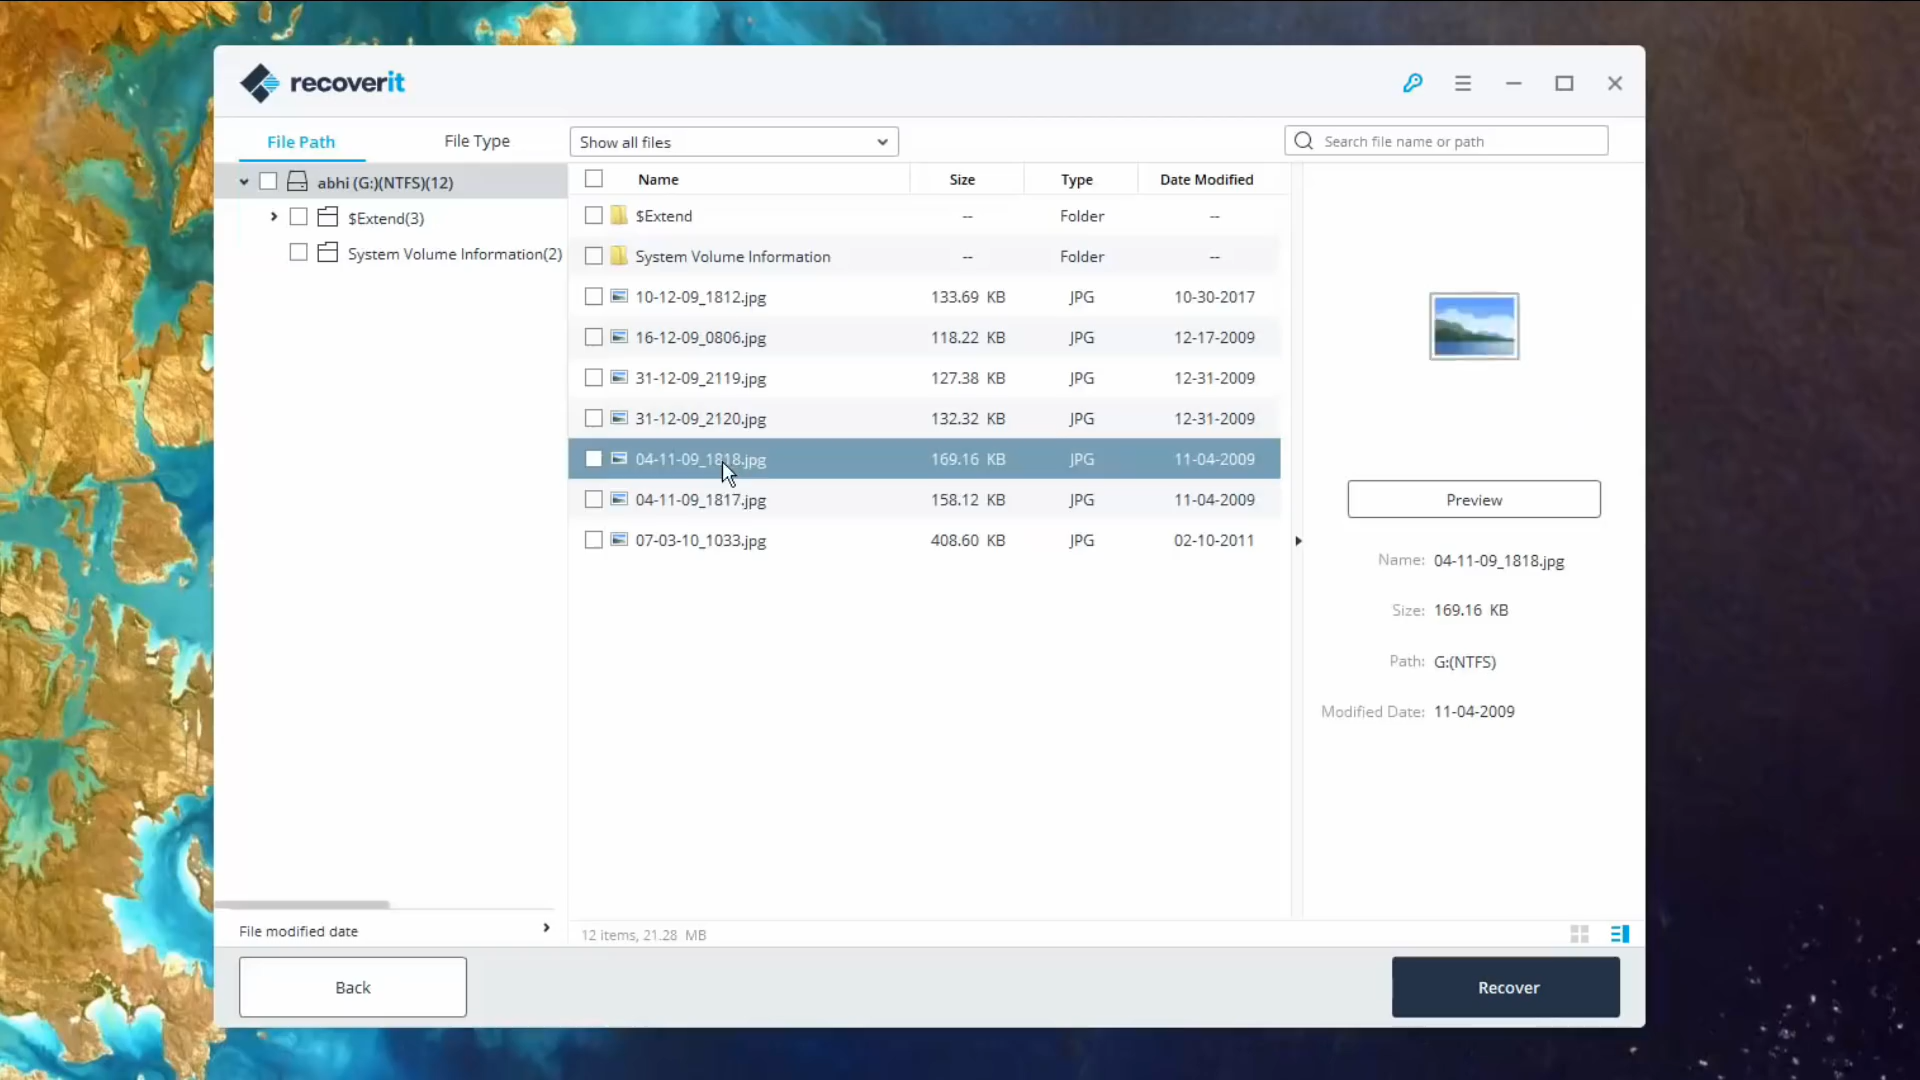 recoverit
File Path
File Type
Show all files
Search file name or path
abhi (G:)(NTFS)(12)
$Extend(3)
System Volume Information(2)
Name Size Type Date Modified
$Extend -- Folder --
System Volume Information -- Folder --
10-12-09_1812.jpg 133.69 KB JPG 10-30-2017
16-12-09_0806.jpg 118.22 KB JPG 12-17-2009
31-12-09_2119.jpg 127.38 KB JPG 12-31-2009
31-12-09_2120.jpg 132.32 KB JPG 12-31-2009
04-11-09_1818.jpg 169.16 KB JPG 11-04-2009
04-11-09_1817.jpg 158.12 KB JPG 11-04-2009
07-03-10_1033.jpg 408.60 KB JPG 02-10-2011
Preview
Name: 04-11-09_1818.jpg
Size: 169.16 KB
Path: G:(NTFS)
Modified Date: 11-04-2009
File modified date
12 items, 21.28 MB
Back
Recover